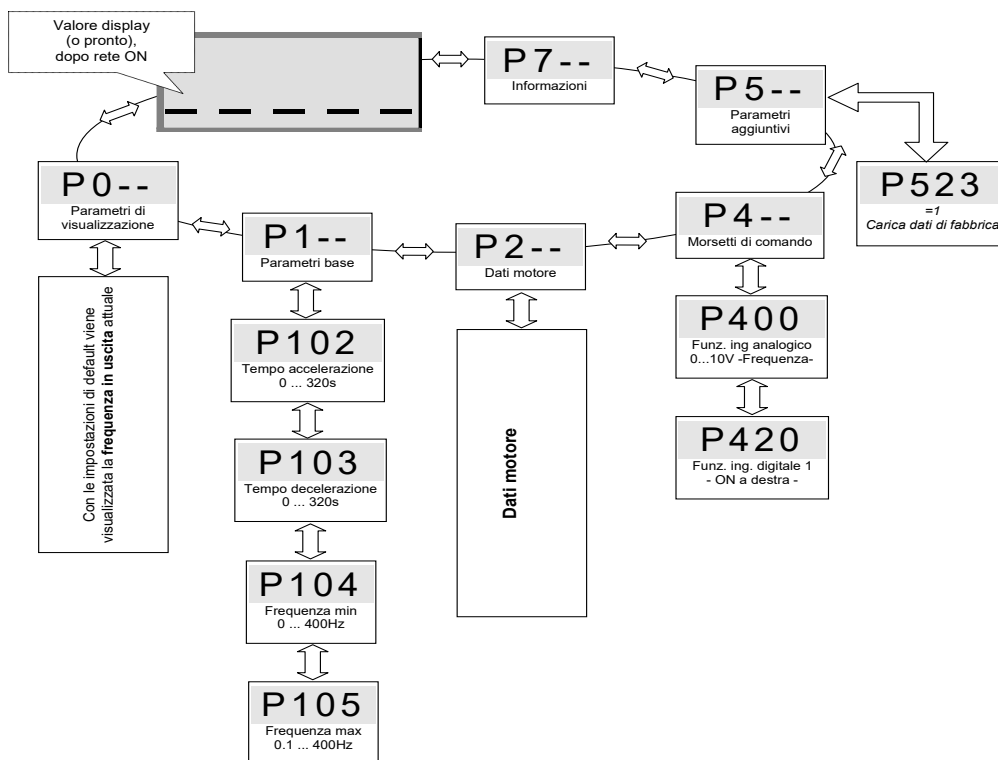 Valore display
(o pronto),
dopo rete ON
P7--
Informazioni
P5--
Parametri
aggiuntivi
P523
=1
Carica dati di fabbrica
P0--
Parametri di
visualizzazione
P1--
Parametri base
P2--
Dati motore
P4--
Morsetti di comando
Con le impostazioni di default viene
visualizzata la frequenza in uscita attuale
P102
Tempo accelerazione
0 ... 320s
P103
Tempo decelerazione
0 ... 320s
P104
Frequenza min
0 ... 400Hz
P105
Frequenza max
0.1 ... 400Hz
Dati motore
P400
Funz. ing analogico
0...10V -Frequenza-
P420
Funz. ing. digitale 1
- ON a destra -